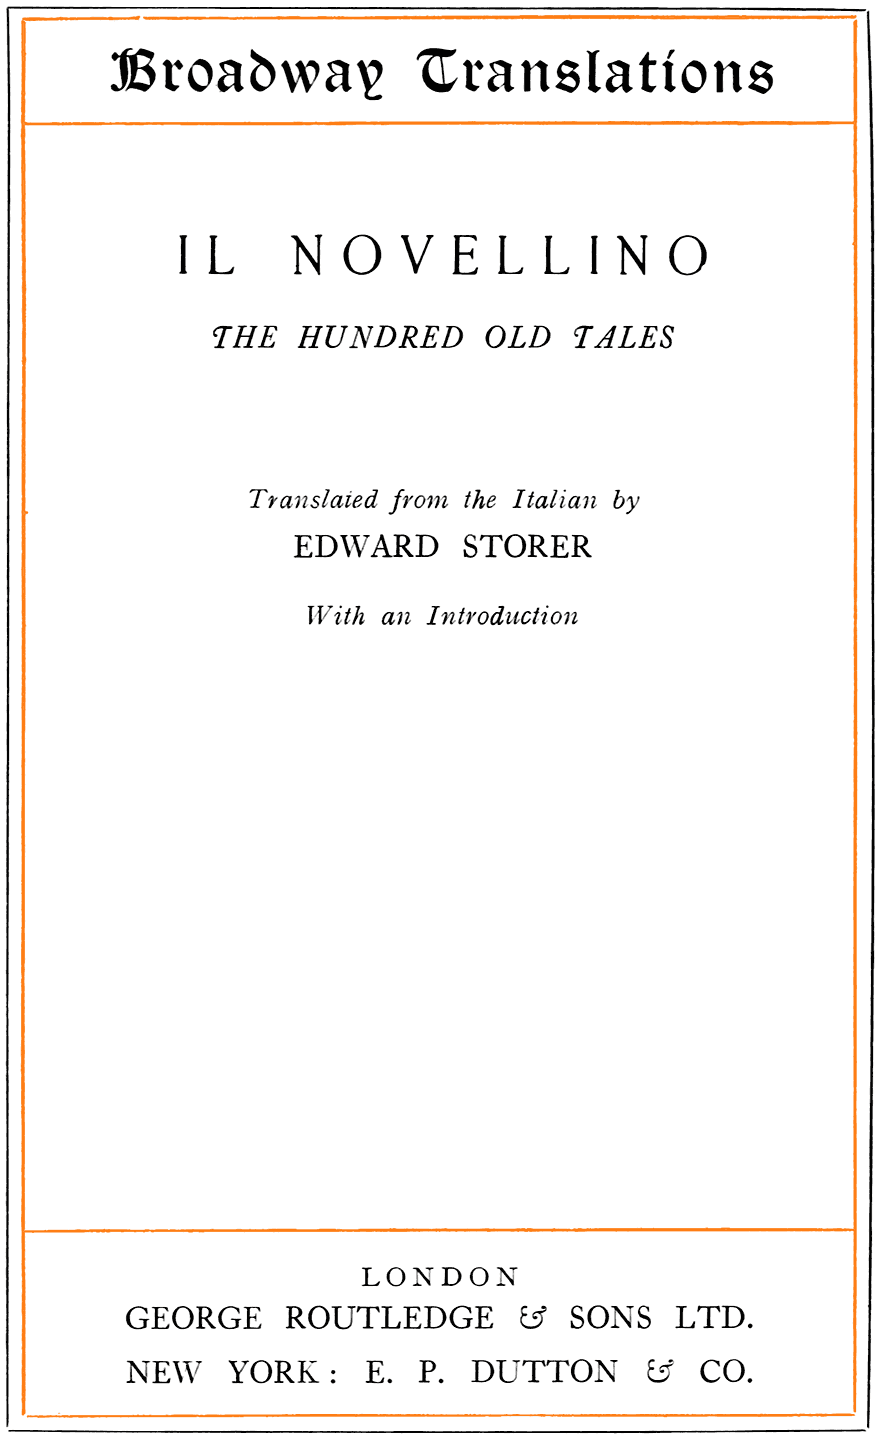 Broadway Translations
IL NOVELLINO
THE HUNDRED OLD TALES
Translated from the Italian by
EDWARD STORER
With an Introduction
LONDON
GEORGE ROUTLEDGE & SONS LTD.
NEW YORK: E. P. DUTTON & CO.